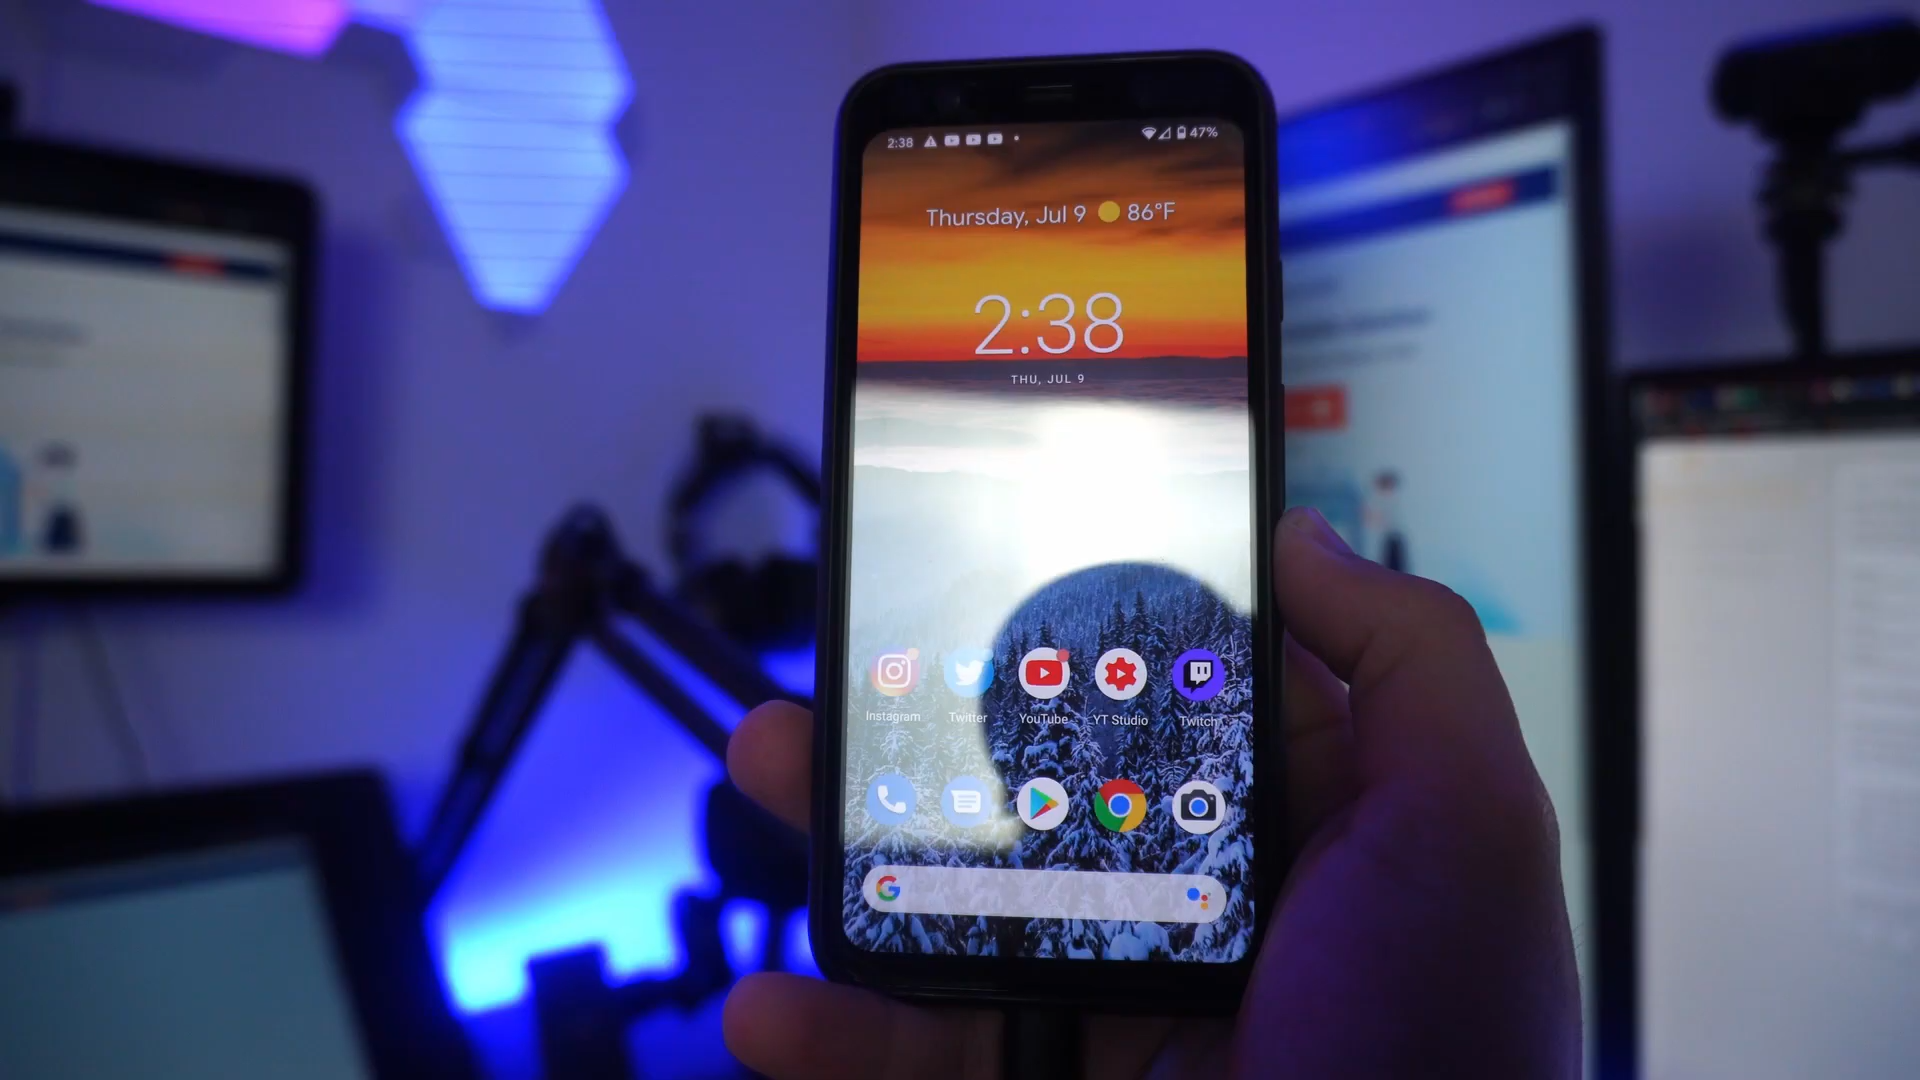 2:38 47%
Thursday, Jul 9 86°F
2:38
THU, JUL 9
Instagram Twitter YouTube YT Studio Twitch
G